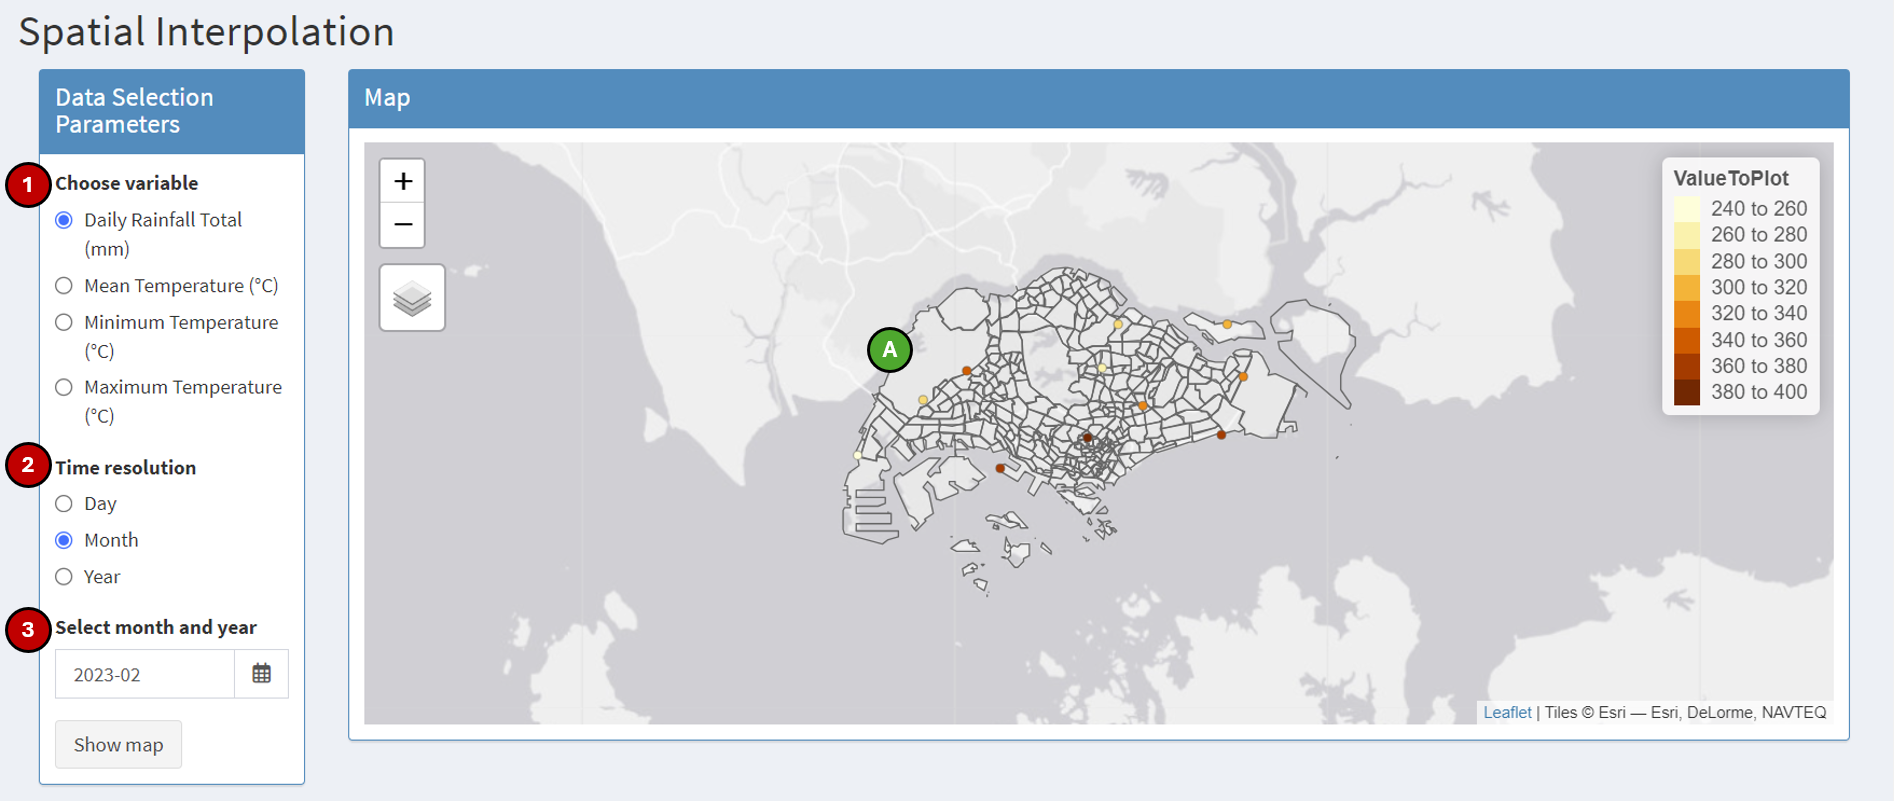 Spatial Interpolation
Data Selection
Parameters
1
Choose variable
Daily Rainfall Total
(mm)
Mean Temperature (°C)
Minimum Temperature
(°C)
Maximum Temperature
(°C)
2
Time resolution
Day
Month
Year
3
Select month and year
2023-02
Show map
Map
+
−
A
ValueToPlot
240 to 260
260 to 280
280 to 300
300 to 320
320 to 340
340 to 360
360 to 380
380 to 400
Leaflet | Tiles © Esri — Esri, DeLorme, NAVTEQ